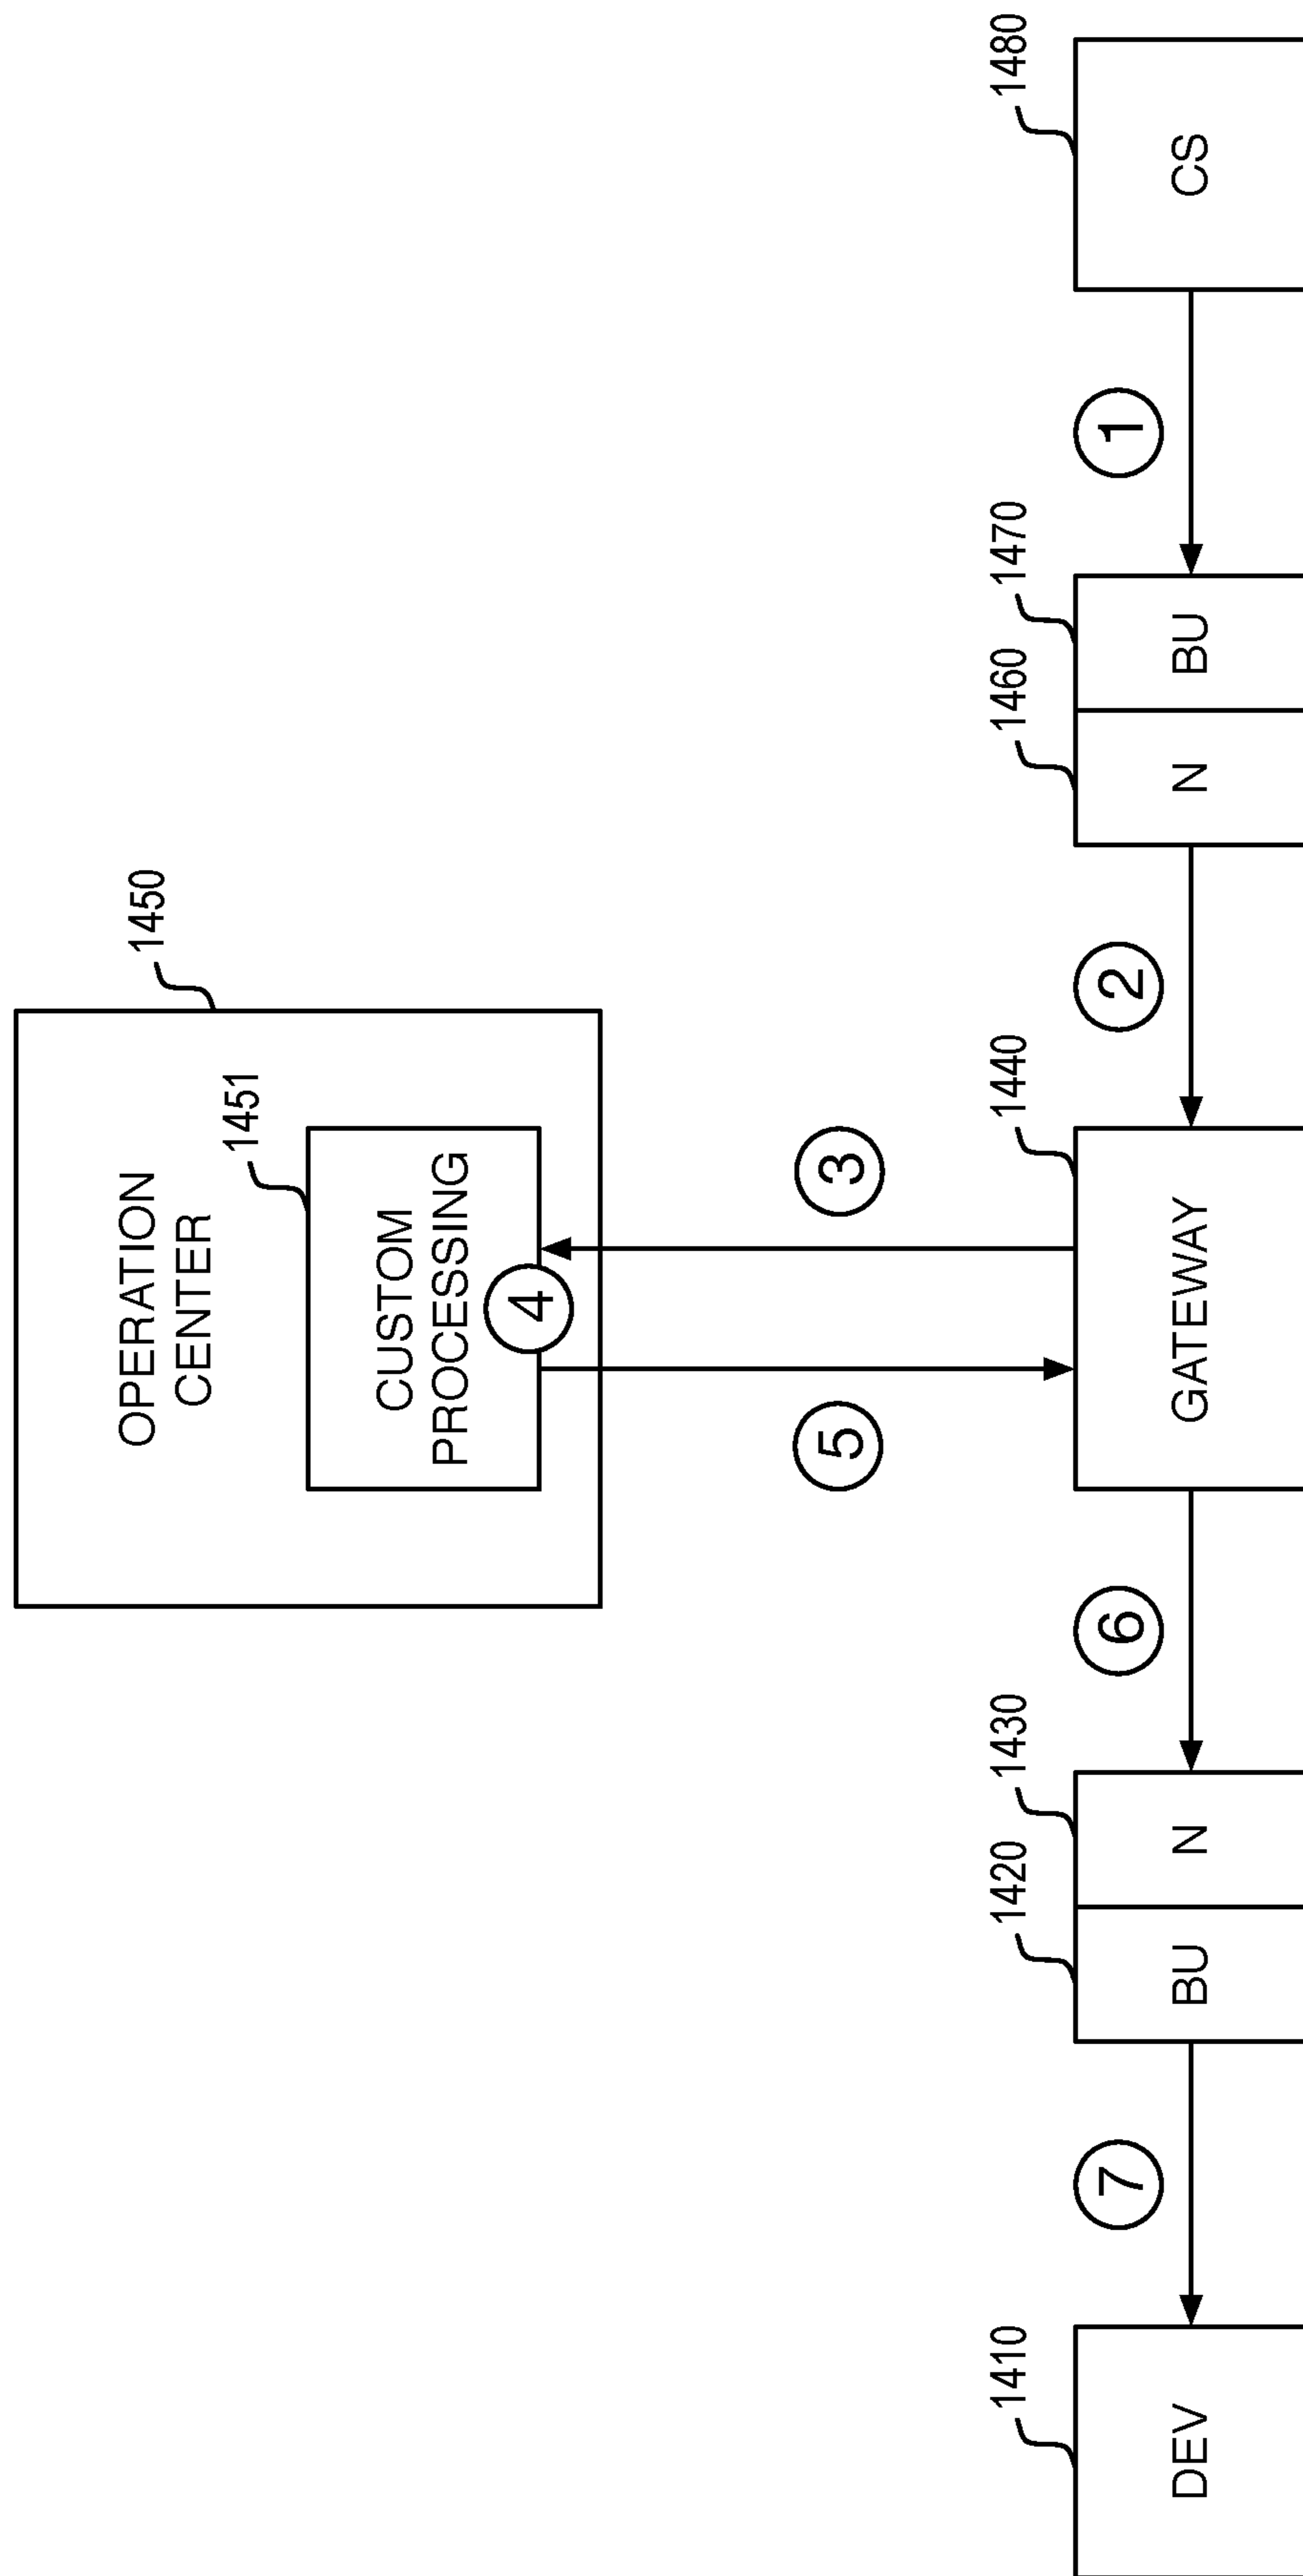 1450
OPERATION
CENTER
1451
CUSTOM
PROCESSING
4
5
3
1410
1420
1430
1440
1460
1470
1480
7
6
2
1
DEV
BU
N
GATEWAY
N
BU
CS